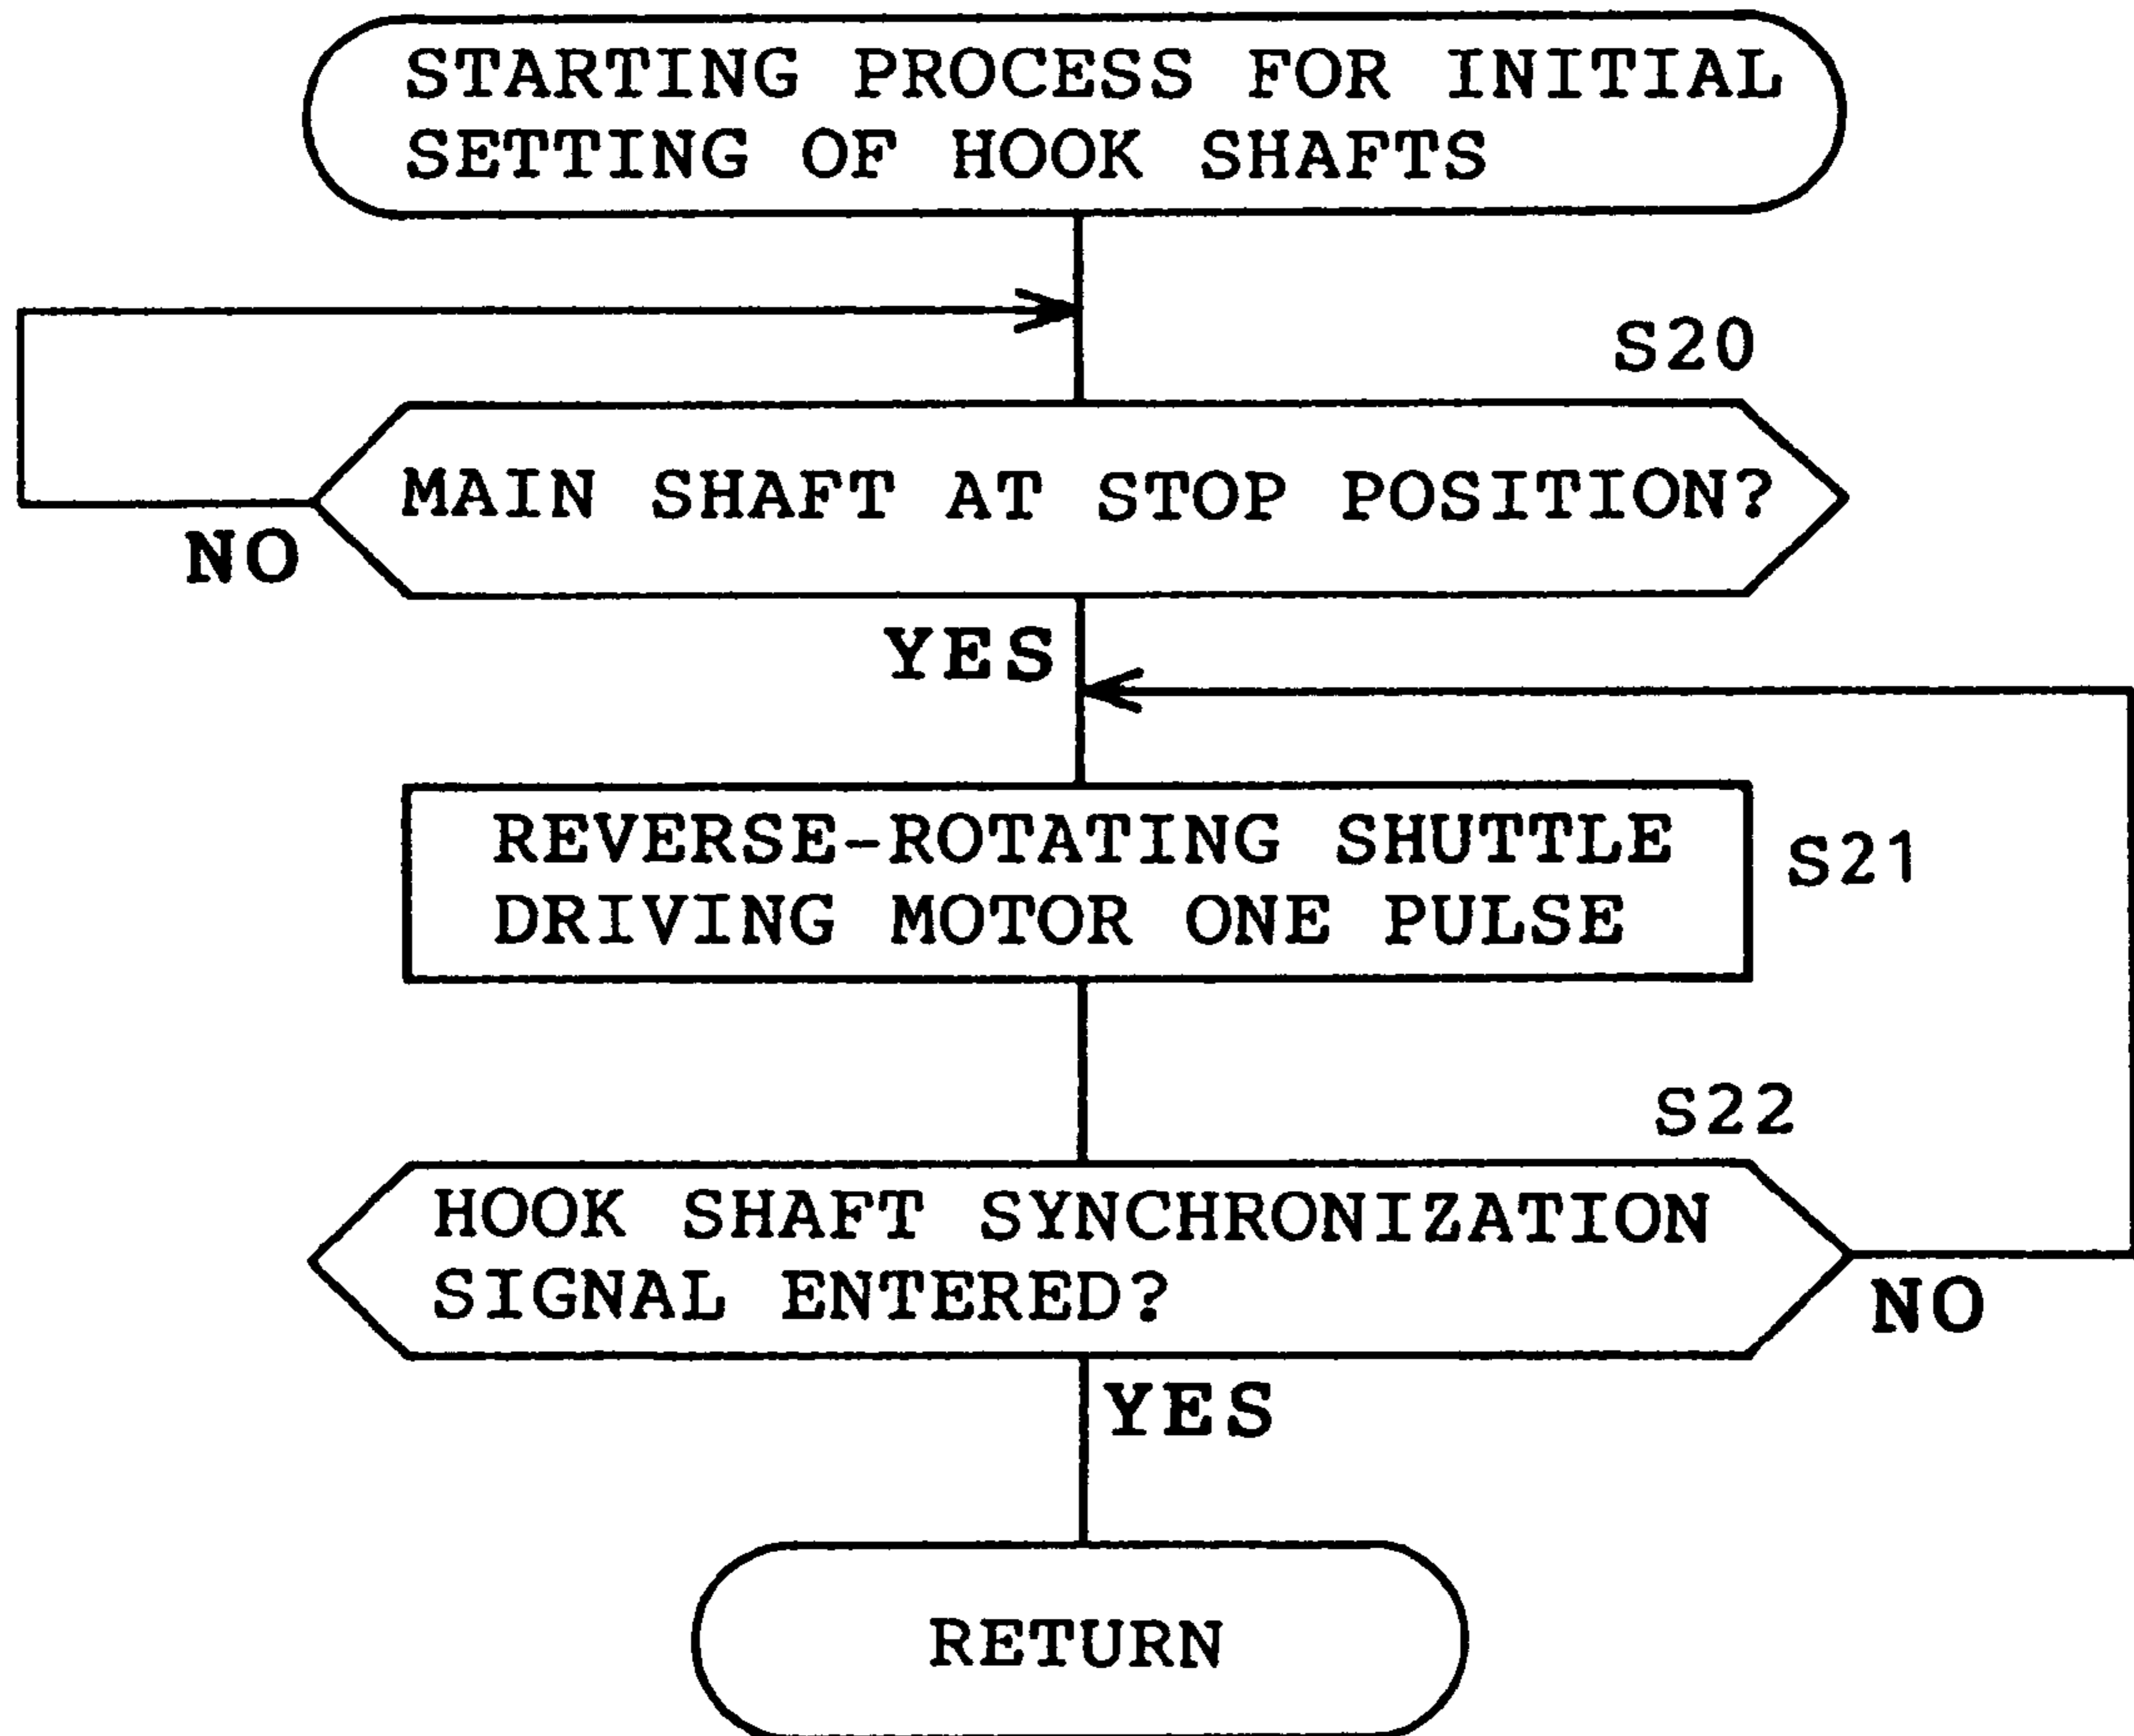 STARTING PROCESS FOR INITIAL
SETTING OF HOOK SHAFTS
S20
MAIN SHAFT AT STOP POSITION?
NO
YES
REVERSE-ROTATING SHUTTLE
DRIVING MOTOR ONE PULSE
S21
S22
HOOK SHAFT SYNCHRONIZATION
SIGNAL ENTERED?
NO
YES
RETURN